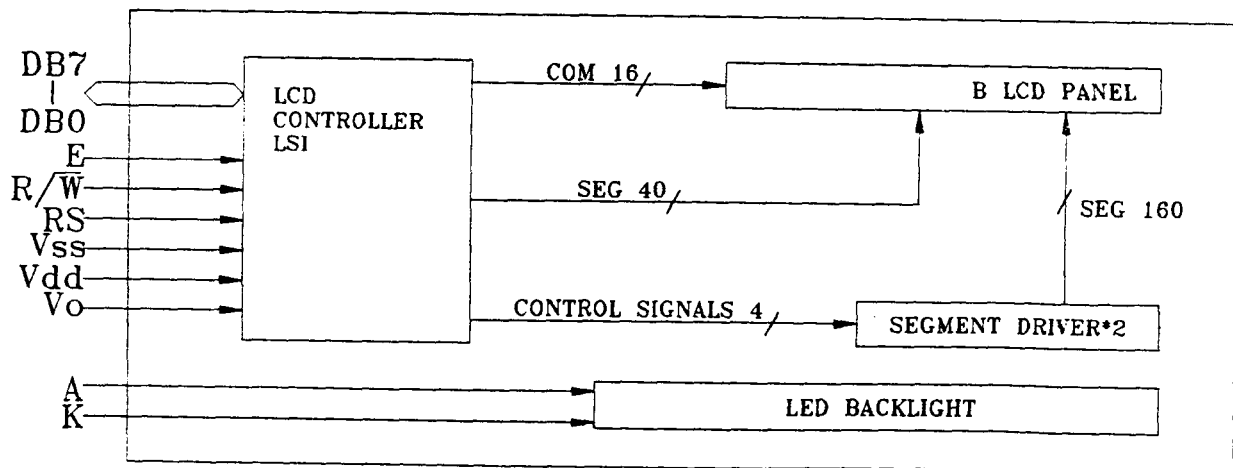 DB7
DB0
E
R/W̅
RS
Vss
Vdd
Vo
A
K
LCD
CONTROLLER
LSI
COM 16
SEG 40
CONTROL SIGNALS 4
B LCD PANEL
SEG 160
SEGMENT DRIVER*2
LED BACKLIGHT